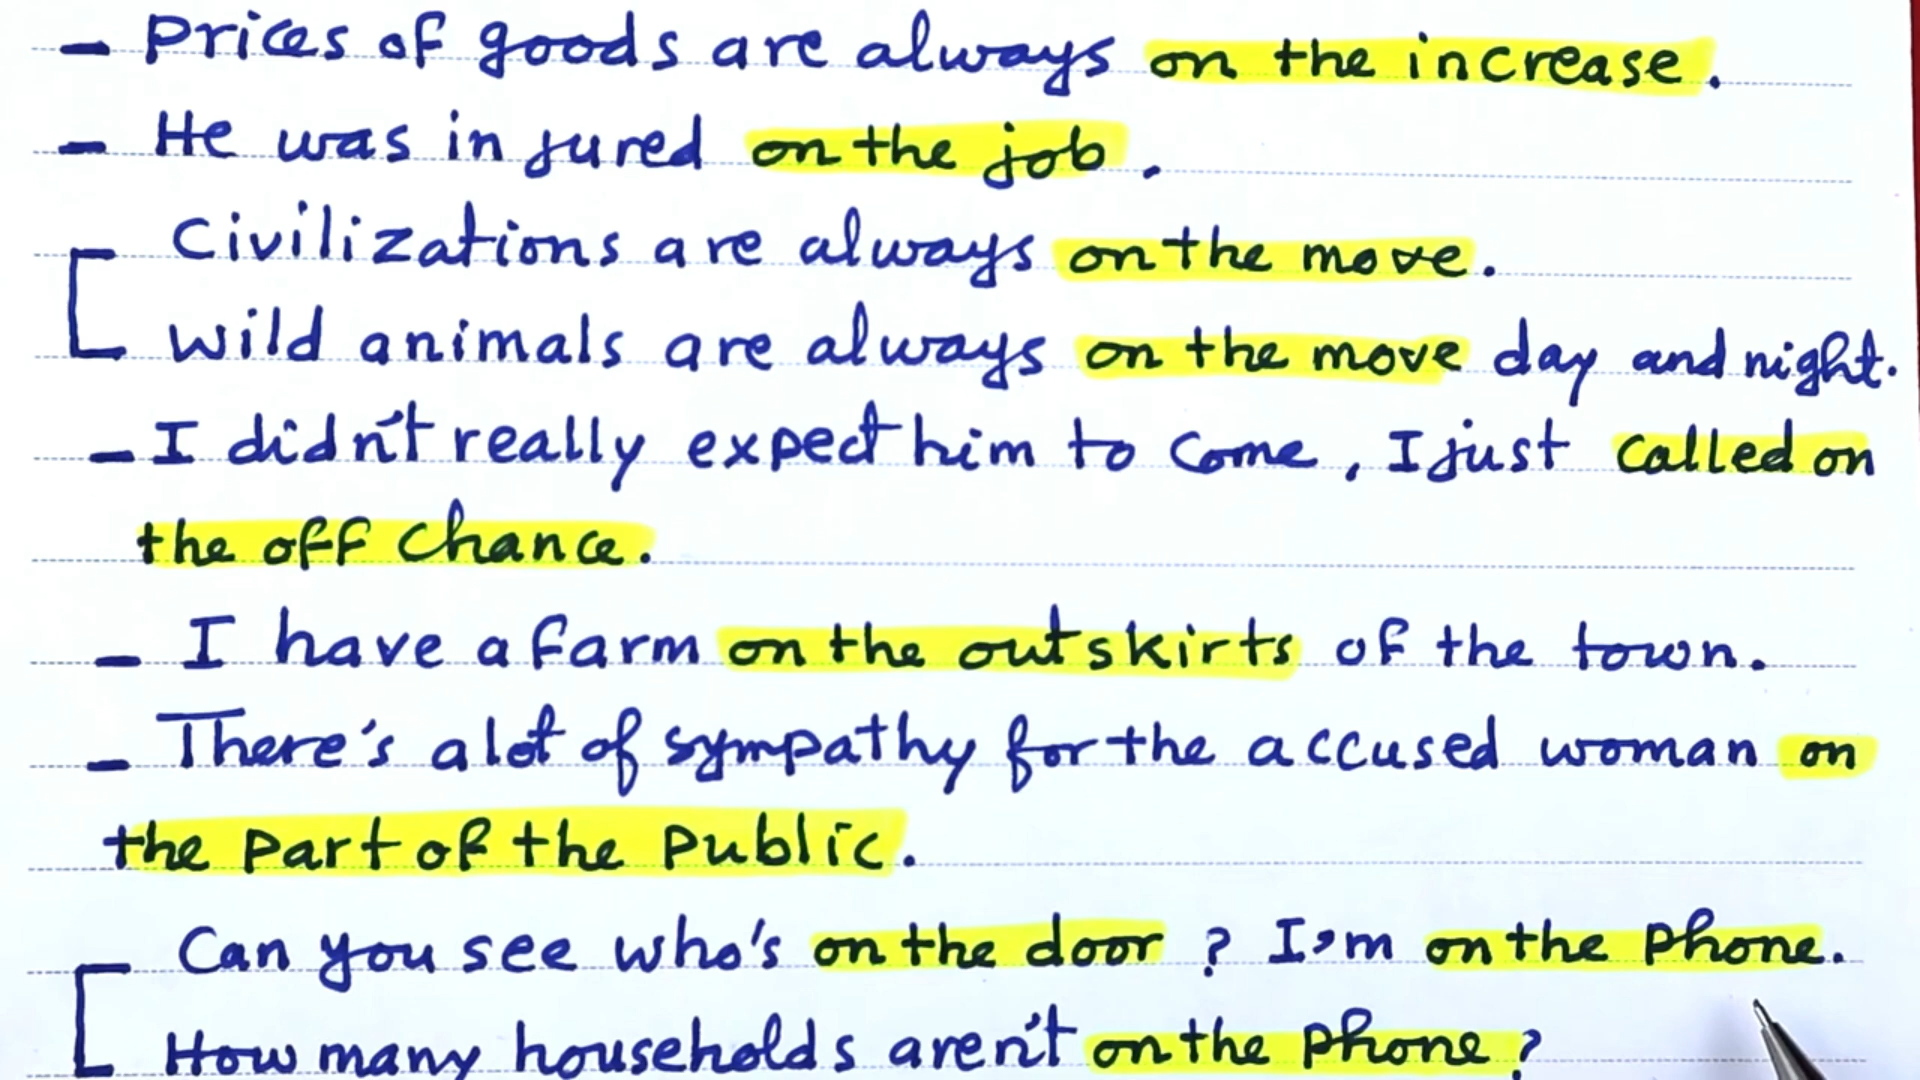 - Prices of goods are always on the increase.
- He was injured on the job.
Civilizations are always on the move.
Wild animals are always on the move day and night.
- I didn't really expect him to come, I just called on
the off chance.
- I have a farm on the outskirts of the town.
- There's a lot of sympathy for the accused woman on
the part of the public.
Can you see who's on the door? I'm on the phone.
How many households aren't on the phone?